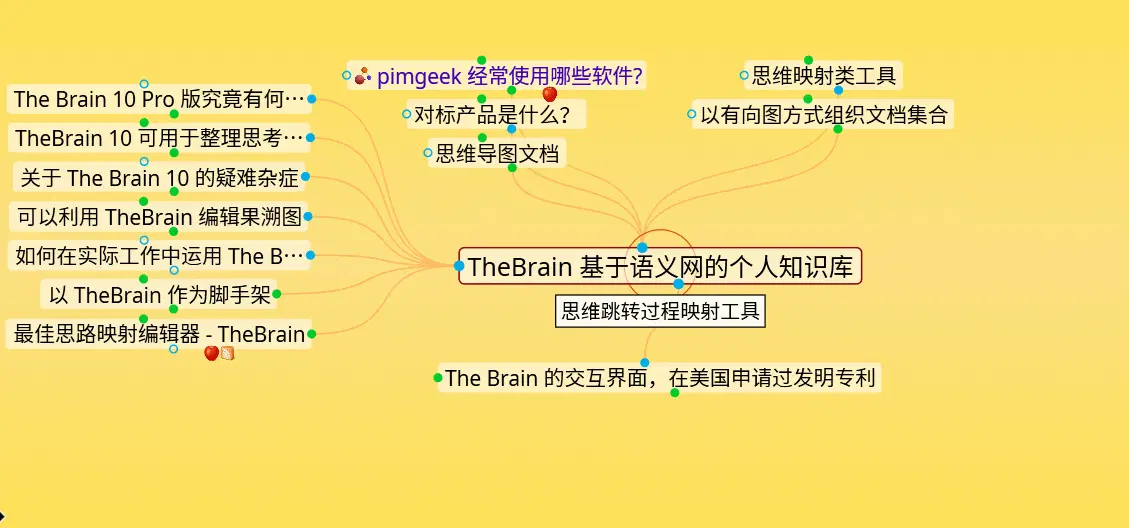 pimgeek 经常使用哪些软件?
思维映射类工具
The Brain 10 Pro 版究竟有何…
对标产品是什么?
以有向图方式组织文档集合
TheBrain 10 可用于整理思考…
思维导图文档
关于 The Brain 10 的疑难杂症
可以利用 TheBrain 编辑果溯图
如何在实际工作中运用 The B…
TheBrain 基于语义网的个人知识库
以 TheBrain 作为脚手架
思维跳转过程映射工具
最佳思路映射编辑器 - TheBrain
The Brain 的交互界面，在美国申请过发明专利